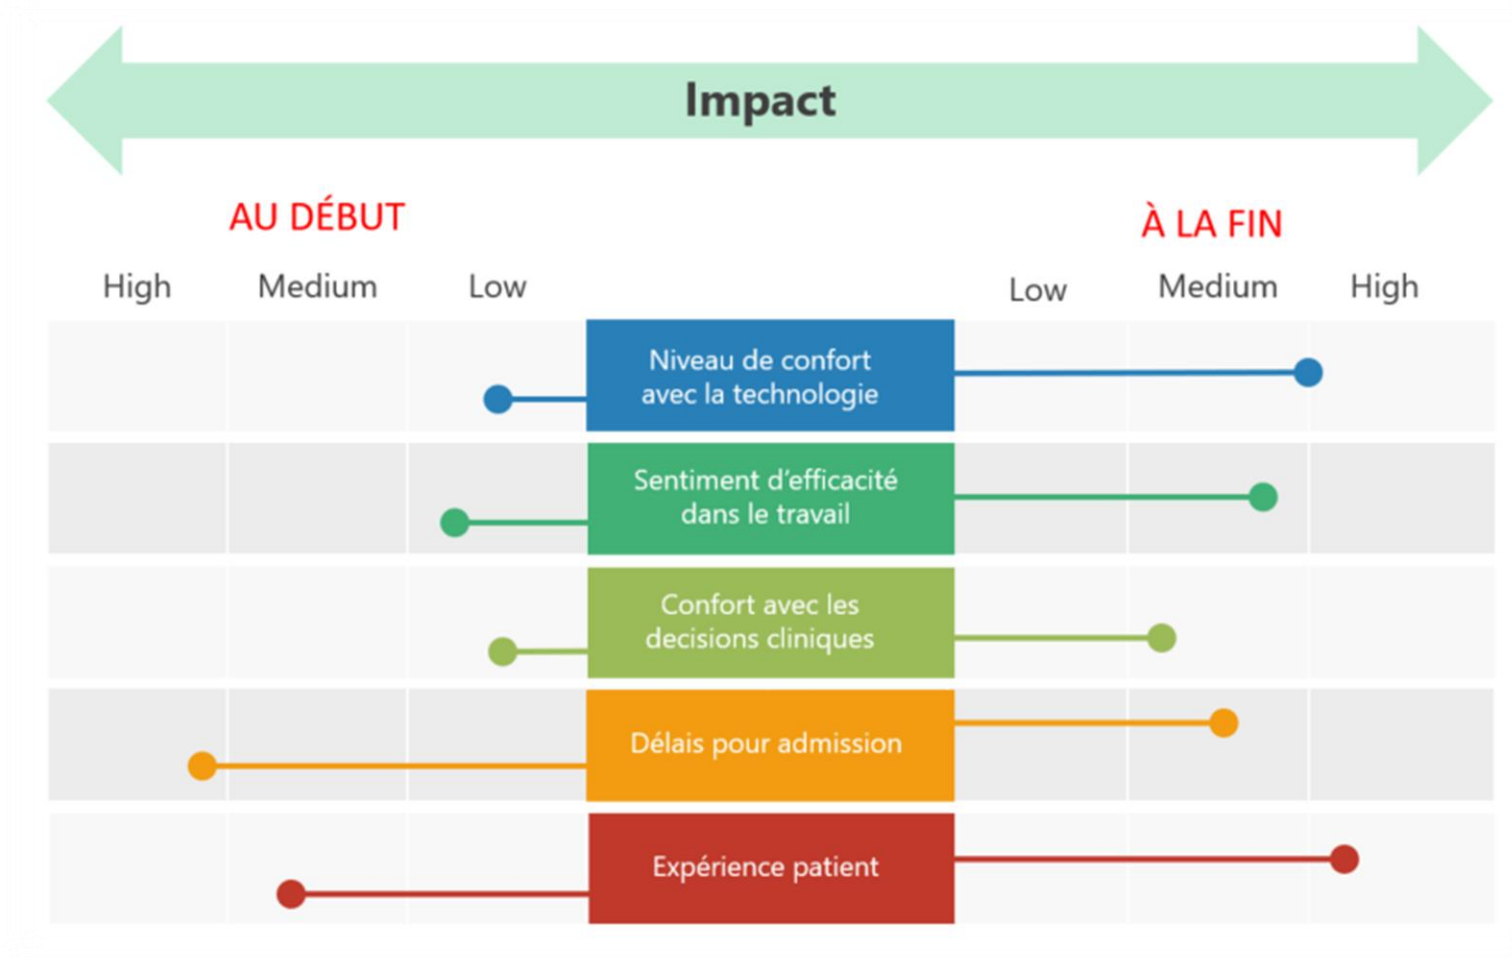 Impact
AU DÉBUT
À LA FIN
High Medium Low
Low Medium High
Niveau de confort
avec la technologie
Sentiment d'efficacité
dans le travail
Confort avec les
decisions cliniques
Délais pour admission
Expérience patient